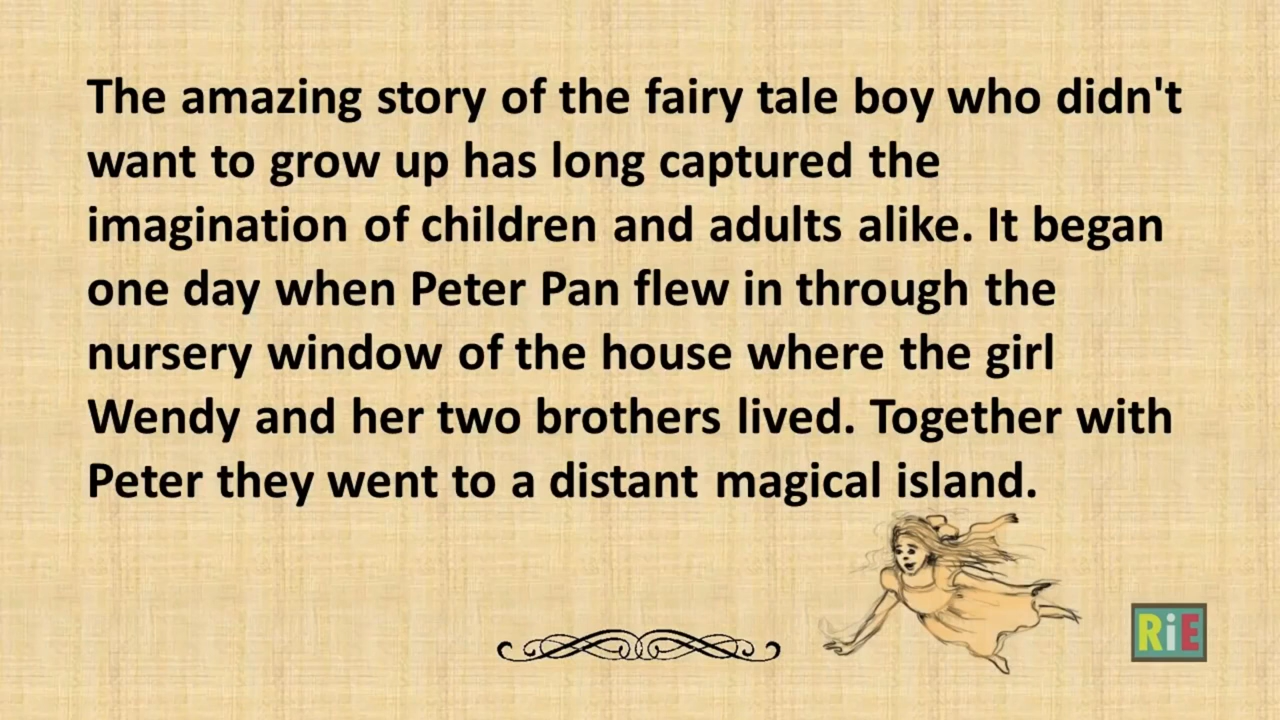 The amazing story of the fairy tale boy who didn't
want to grow up has long captured the
imagination of children and adults alike. It began
one day when Peter Pan flew in through the
nursery window of the house where the girl
Wendy and her two brothers lived. Together with
Peter they went to a distant magical island.
RiE